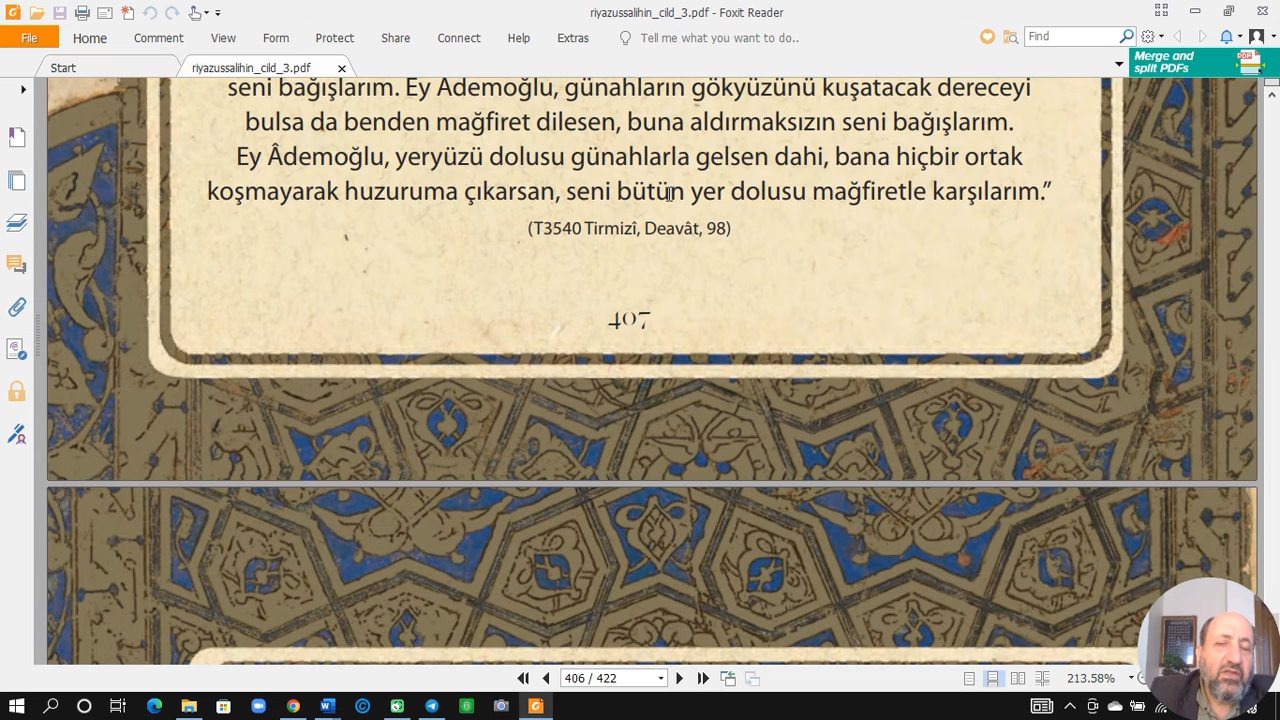 riyazussalihin_cild_3.pdf - Foxit Reader
File Home Comment View Form Protect Share Connect Help Extras Tell me what you want to do.. Find
Start riyazussalihin_cild_3.pdf Merge and
split PDFs
seni bağışlarım. Ey Âdemoğlu, günahların gökyüzünü kuşatacak dereceyi
bulsa da benden mağfiret dilesen, buna aldırmaksızın seni bağışlarım.
Ey Âdemoğlu, yeryüzü dolusu günahlarla gelsen dahi, bana hiçbir ortak
koşmayarak huzuruma çıkarsan, seni bütün yer dolusu mağfiretle karşılarım.”
(T3540 Tirmizî, Deavât, 98)
407
406 / 422 213.58%